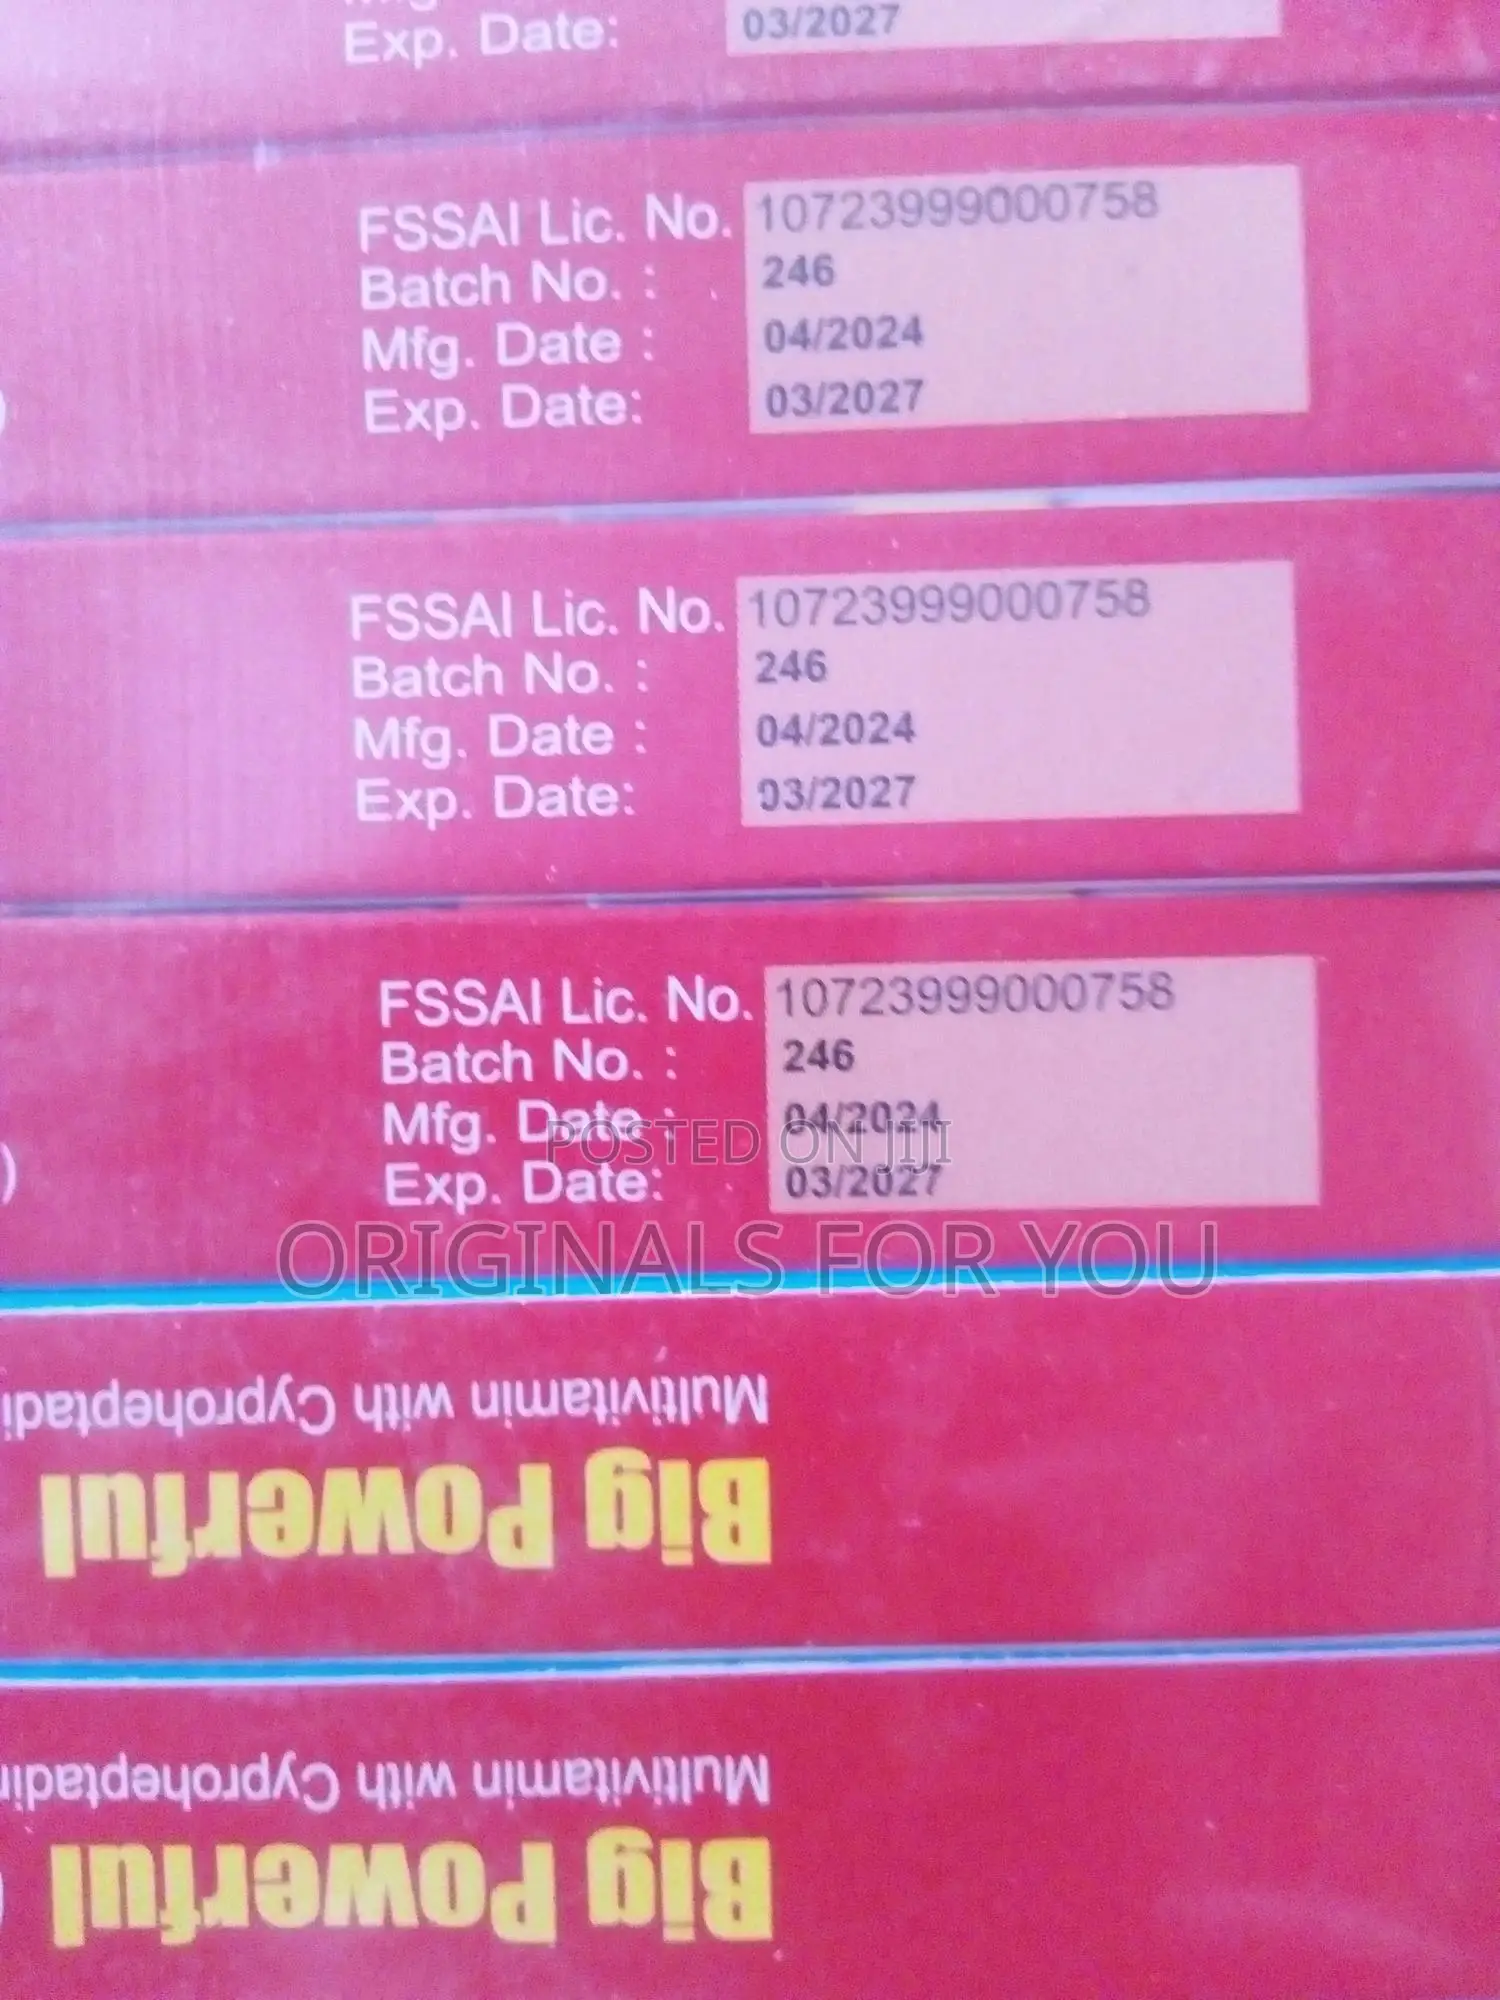 Exp. Date: 03/2027
FSSAI Lic. No. 10723999000758
Batch No. : 246
Mfg. Date : 04/2024
Exp. Date: 03/2027
FSSAI Lic. No. 10723999000758
Batch No. : 246
Mfg. Date : 04/2024
Exp. Date: 03/2027
FSSAI Lic. No. 10723999000758
Batch No. : 246
Mfg. Date : 04/2024
POSTED ON JIJI
Exp. Date: 03/2027
ORIGINALS FOR YOU
Big Powerful
Multivitamin with Cyproheptadi
Big Powerful
Multivitamin with Cyproheptadin